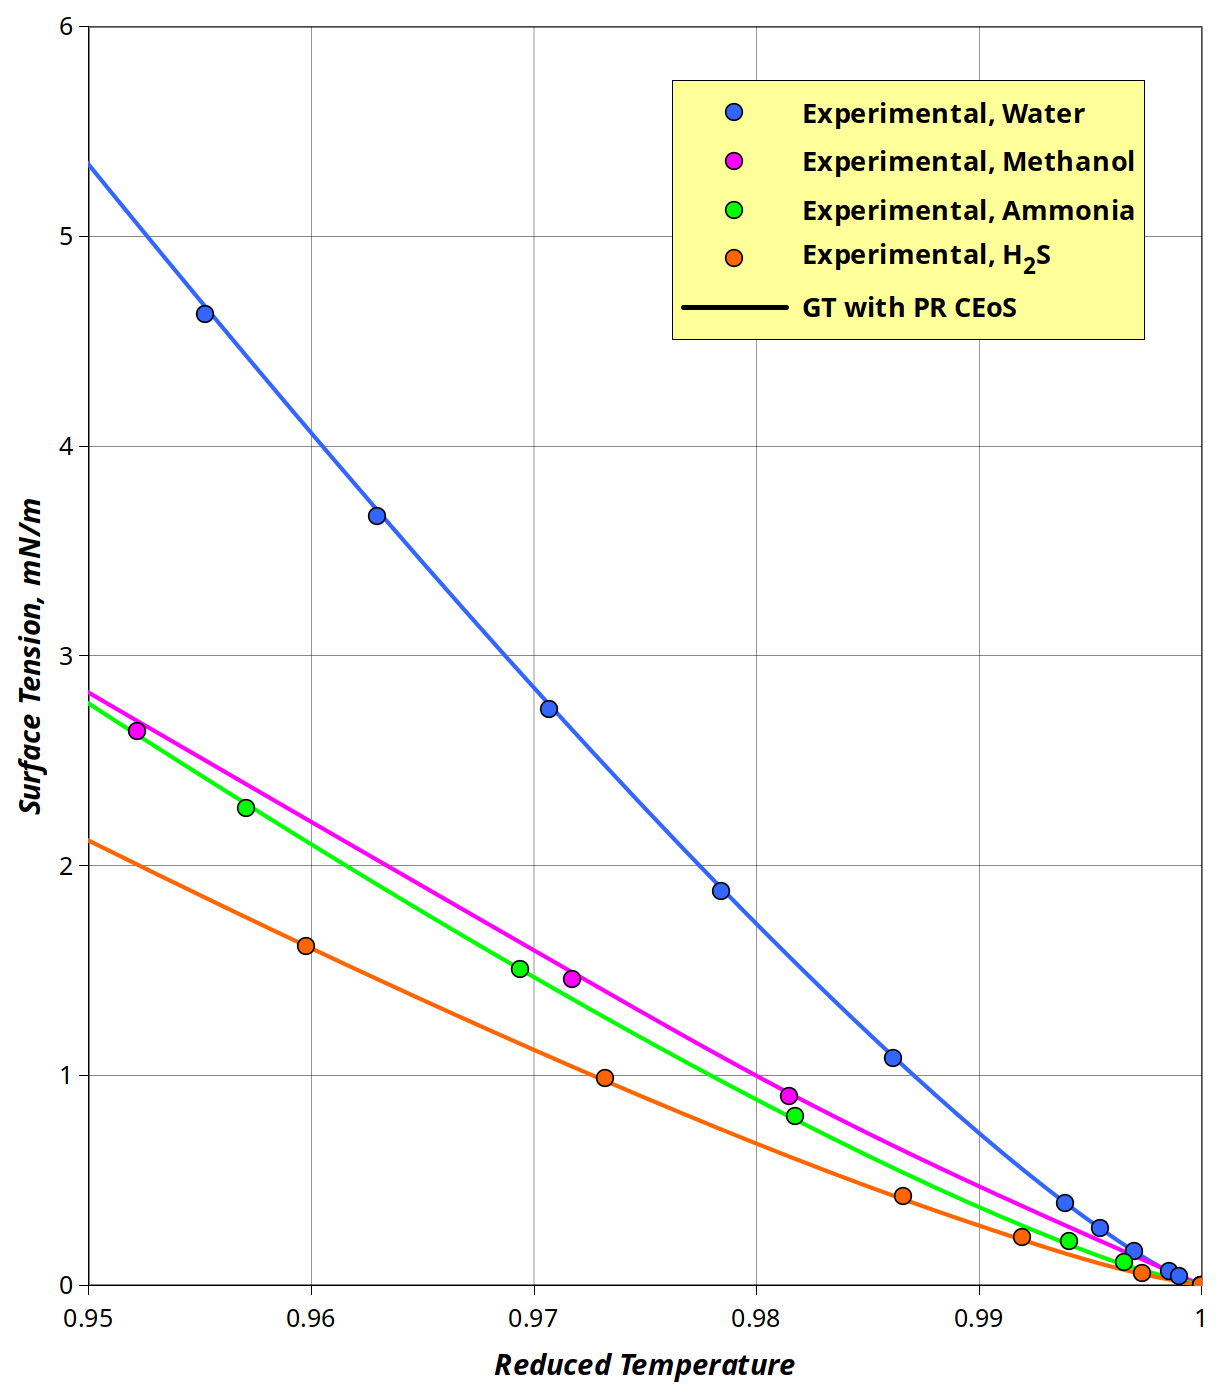 6
5
4
3
2
1
0
0.95
0.96
0.97
0.98
0.99
1
Surface Tension, mN/m
Reduced Temperature
Experimental, Water
Experimental, Methanol
Experimental, Ammonia
Experimental, H₂S
GT with PR CEoS